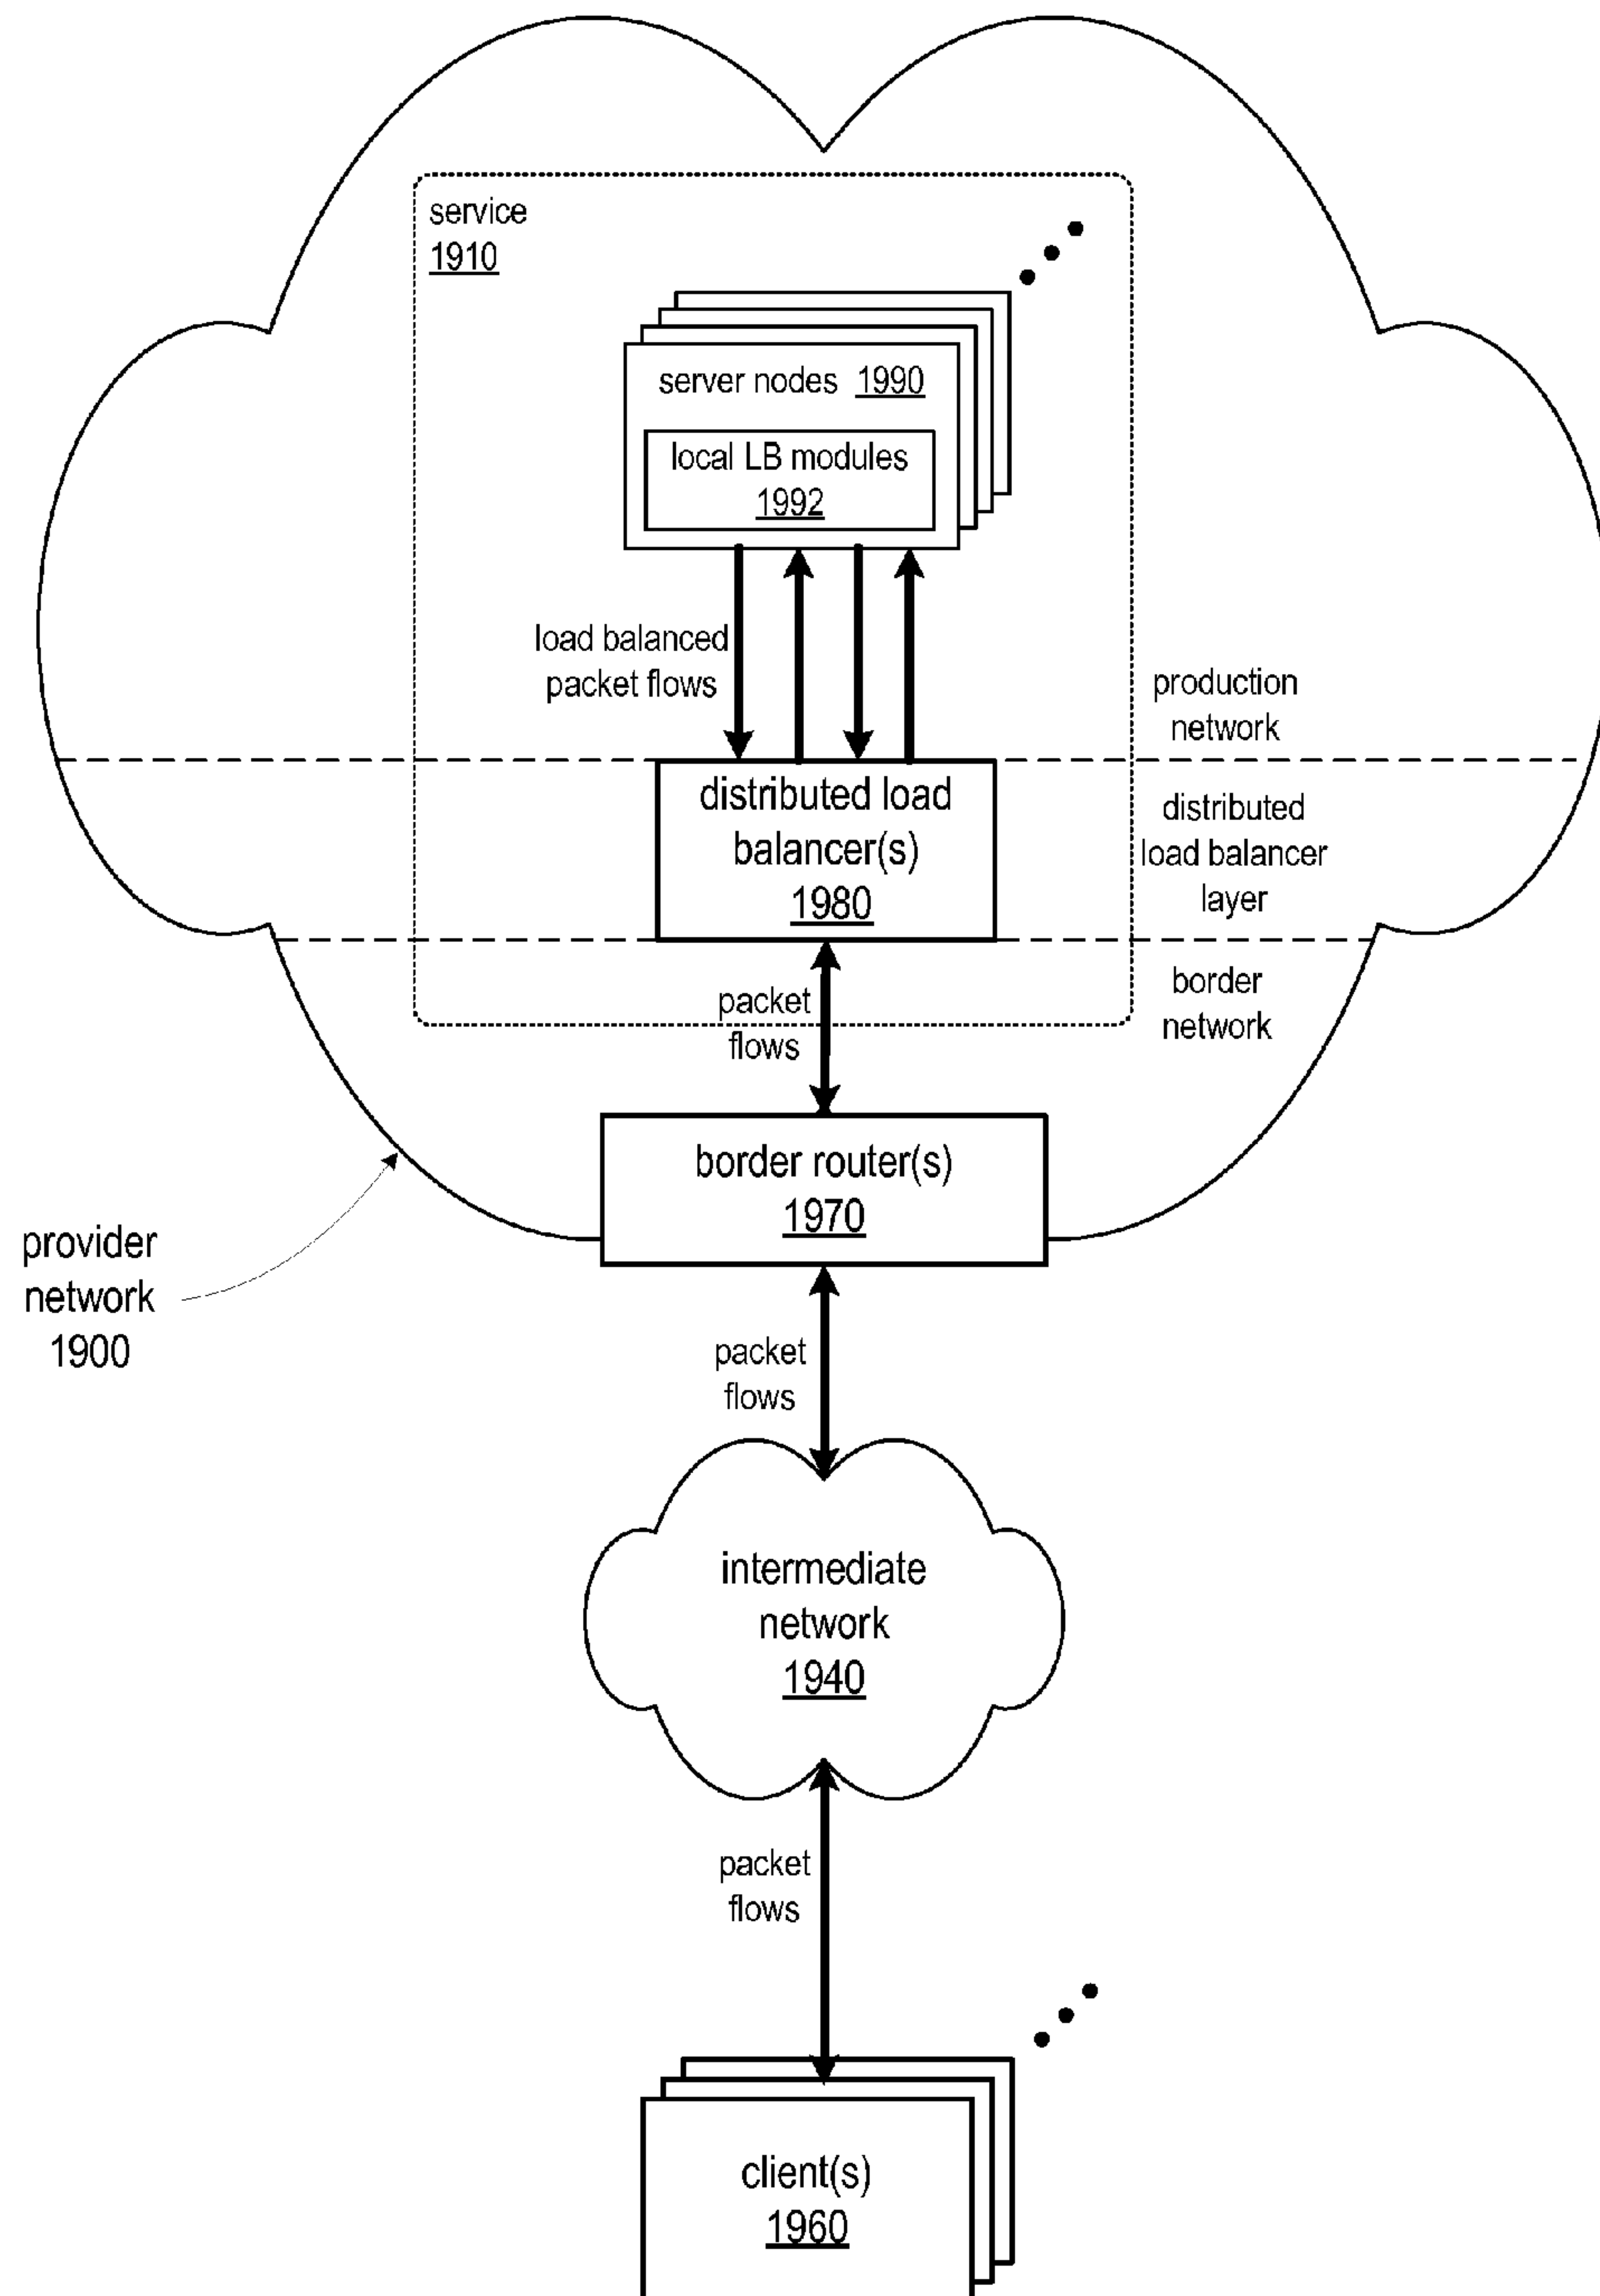 service
1910
server nodes 1990
local LB modules
1992
load balanced
packet flows
production
network
distributed load
balancer(s)
1980
distributed
load balancer
layer
border
network
packet
flows
border router(s)
1970
provider
network
1900
packet
flows
intermediate
network
1940
packet
flows
client(s)
1960